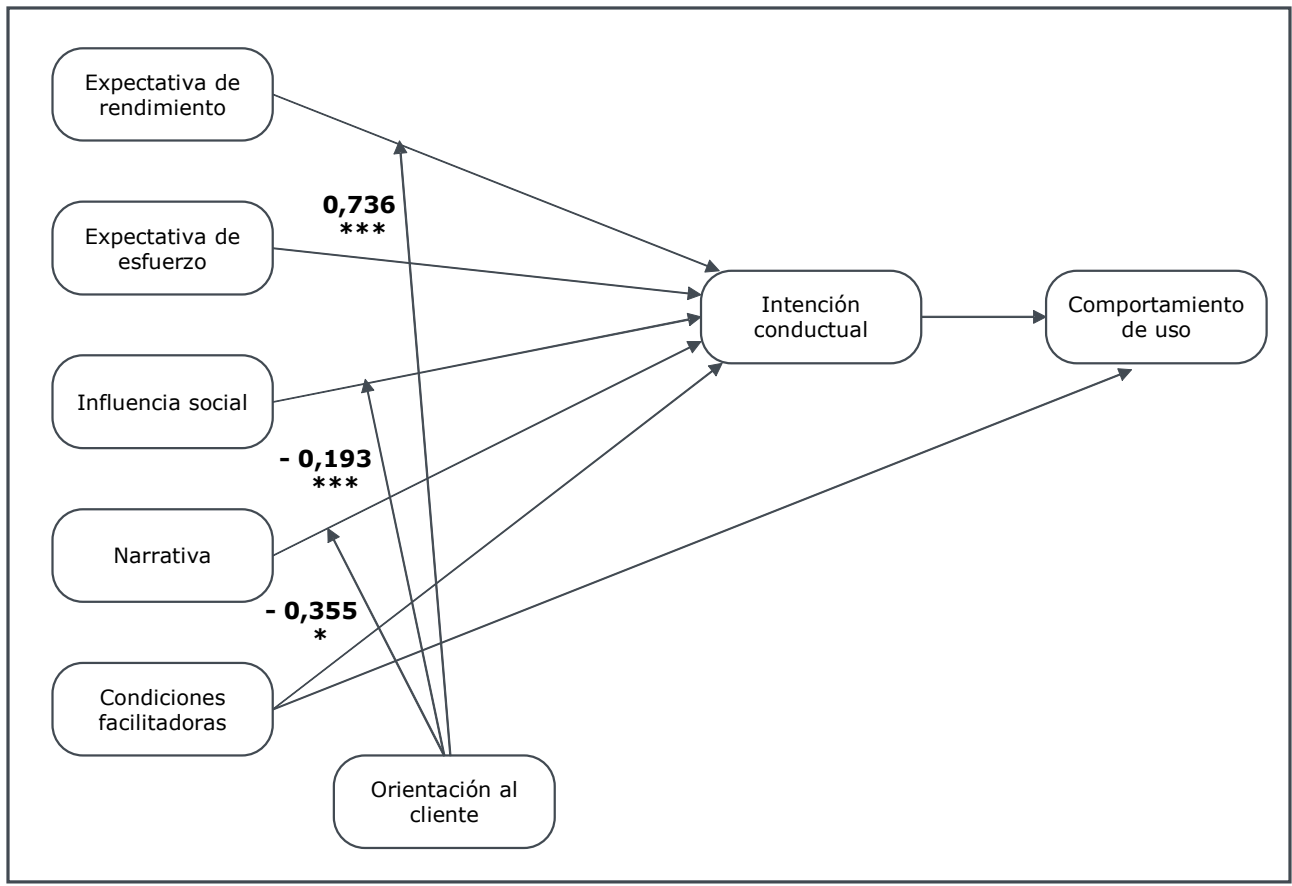 Expectativa de
rendimiento
0,736
***
Expectativa de
esfuerzo
Intención
conductual
Comportamiento
de uso
Influencia social
- 0,193
***
Narrativa
- 0,355
*
Condiciones
facilitadoras
Orientación al
cliente